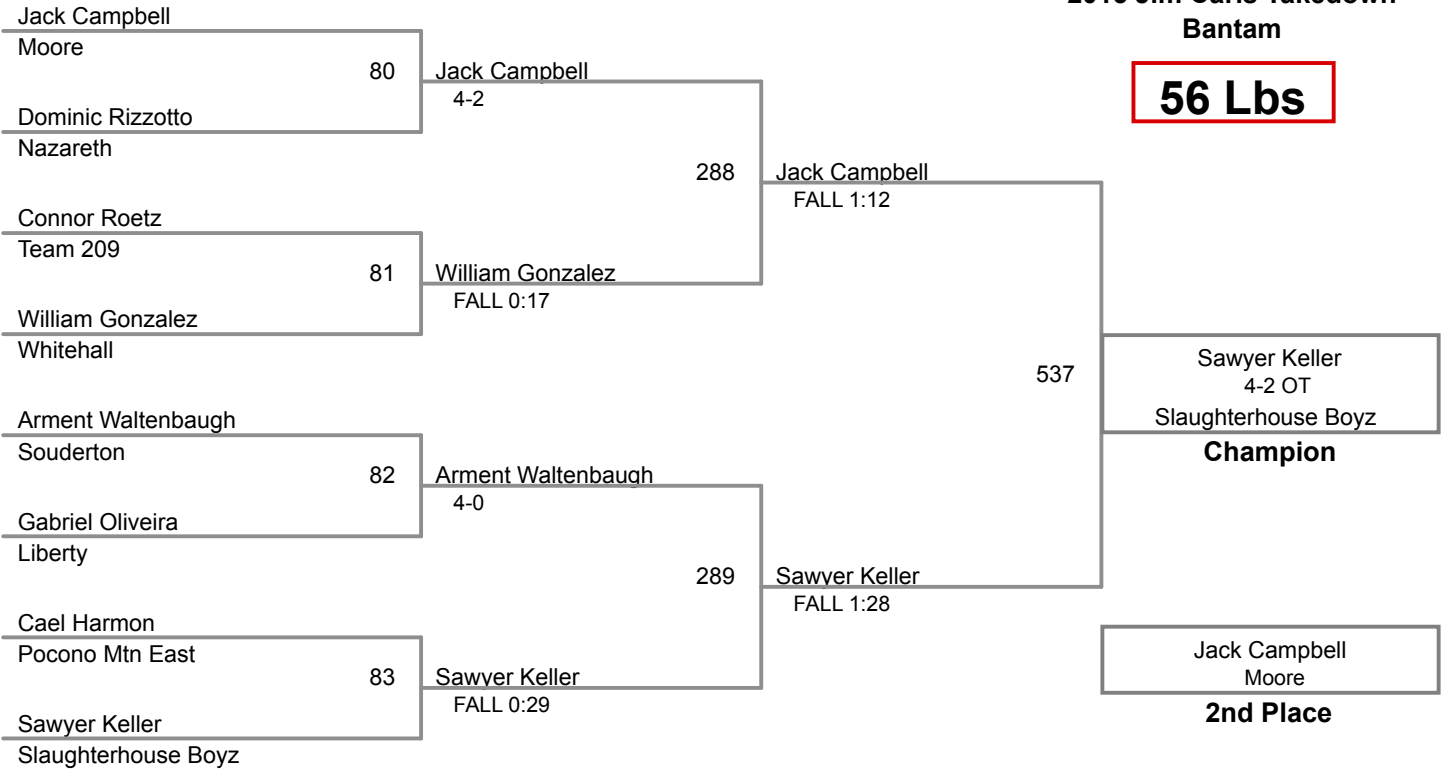 Bantam
56 Lbs
Jack Campbell
Moore
80
Dominic Rizzotto
Nazareth
Jack Campbell
4-2
Connor Roetz
Team 209
81
William Gonzalez
Whitehall
William Gonzalez
FALL 0:17
288
Jack Campbell
FALL 1:12
Arment Waltenbaugh
Souderton
82
Gabriel Oliveira
Liberty
Arment Waltenbaugh
4-0
Cael Harmon
Pocono Mtn East
83
Sawyer Keller
Slaughterhouse Boyz
Sawyer Keller
FALL 0:29
289
Sawyer Keller
FALL 1:28
537
Sawyer Keller
4-2 OT
Slaughterhouse Boyz
Champion
Jack Campbell
Moore
2nd Place